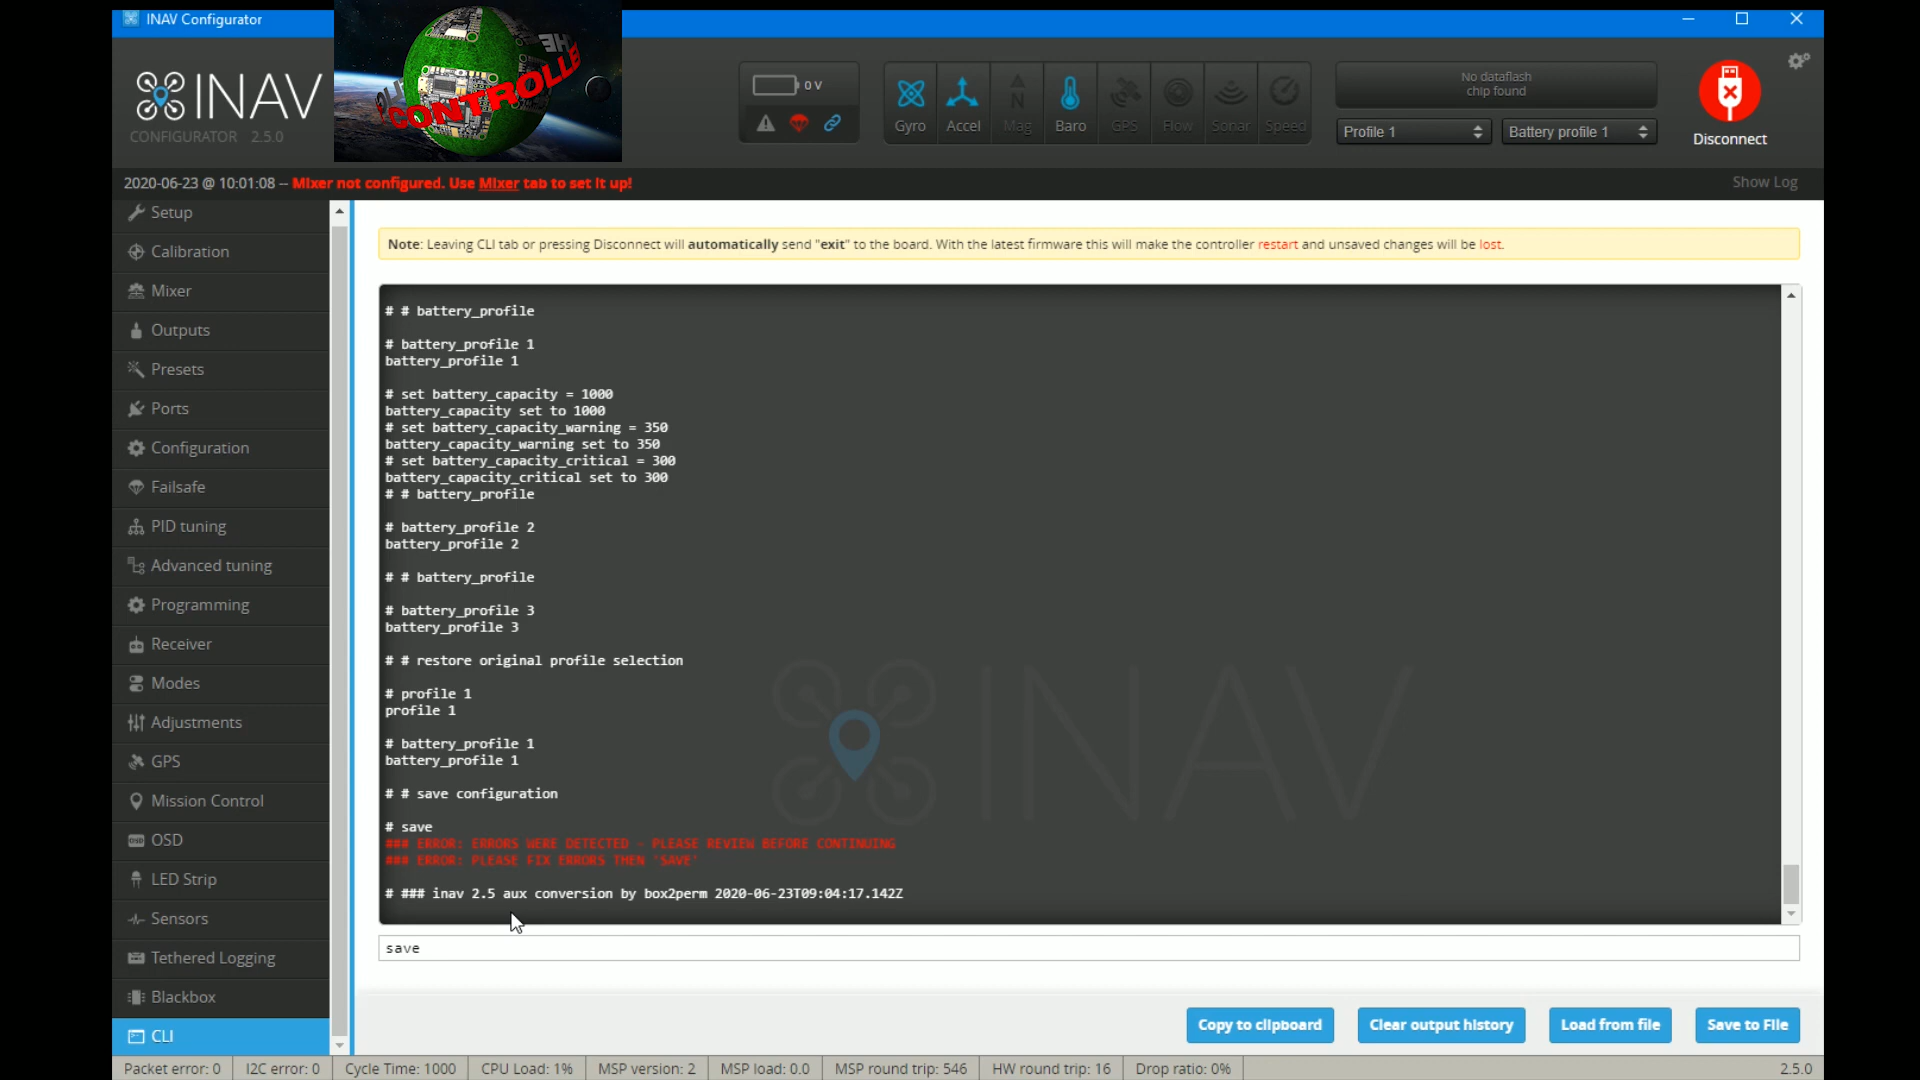 INAV Configurator
INAV
CONFIGURATOR 2.5.0
CONTROLLE
0 V
Gyro
Accel
Mag
Baro
GPS
Flow
Sonar
Speed
No dataflash
chip found
Profile 1
Battery profile 1
Disconnect
2020-06-23 @ 10:01:08 -- Mixer not configured. Use Mixer tab to set it up!
Show Log
Setup
Calibration
Mixer
Outputs
Presets
Ports
Configuration
Failsafe
PID tuning
Advanced tuning
Programming
Receiver
Modes
Adjustments
GPS
Mission Control
OSD
LED Strip
Sensors
Tethered Logging
Blackbox
CLI
Note: Leaving CLI tab or pressing Disconnect will automatically send "exit" to the board. With the latest firmware this will make the controller restart and unsaved changes will be lost.
# # battery_profile
# battery_profile 1
battery_profile 1
# set battery_capacity = 1000
battery_capacity set to 1000
# set battery_capacity_warning = 350
battery_capacity_warning set to 350
# set battery_capacity_critical = 300
battery_capacity_critical set to 300
# # battery_profile
# battery_profile 2
battery_profile 2
# # battery_profile
# battery_profile 3
battery_profile 3
# # restore original profile selection
# profile 1
profile 1
# battery_profile 1
battery_profile 1
# # save configuration
# save
### ERROR: ERRORS WERE DETECTED - PLEASE REVIEW BEFORE CONTINUING
### ERROR: PLEASE FIX ERRORS THEN 'SAVE'
# ### inav 2.5 aux conversion by box2perm 2020-06-23T09:04:17.142Z
INAV
save
Copy to clipboard
Clear output history
Load from file
Save to File
Packet error: 0
I2C error: 0
Cycle Time: 1000
CPU Load: 1%
MSP version: 2
MSP load: 0.0
MSP round trip: 546
HW round trip: 16
Drop ratio: 0%
2.5.0